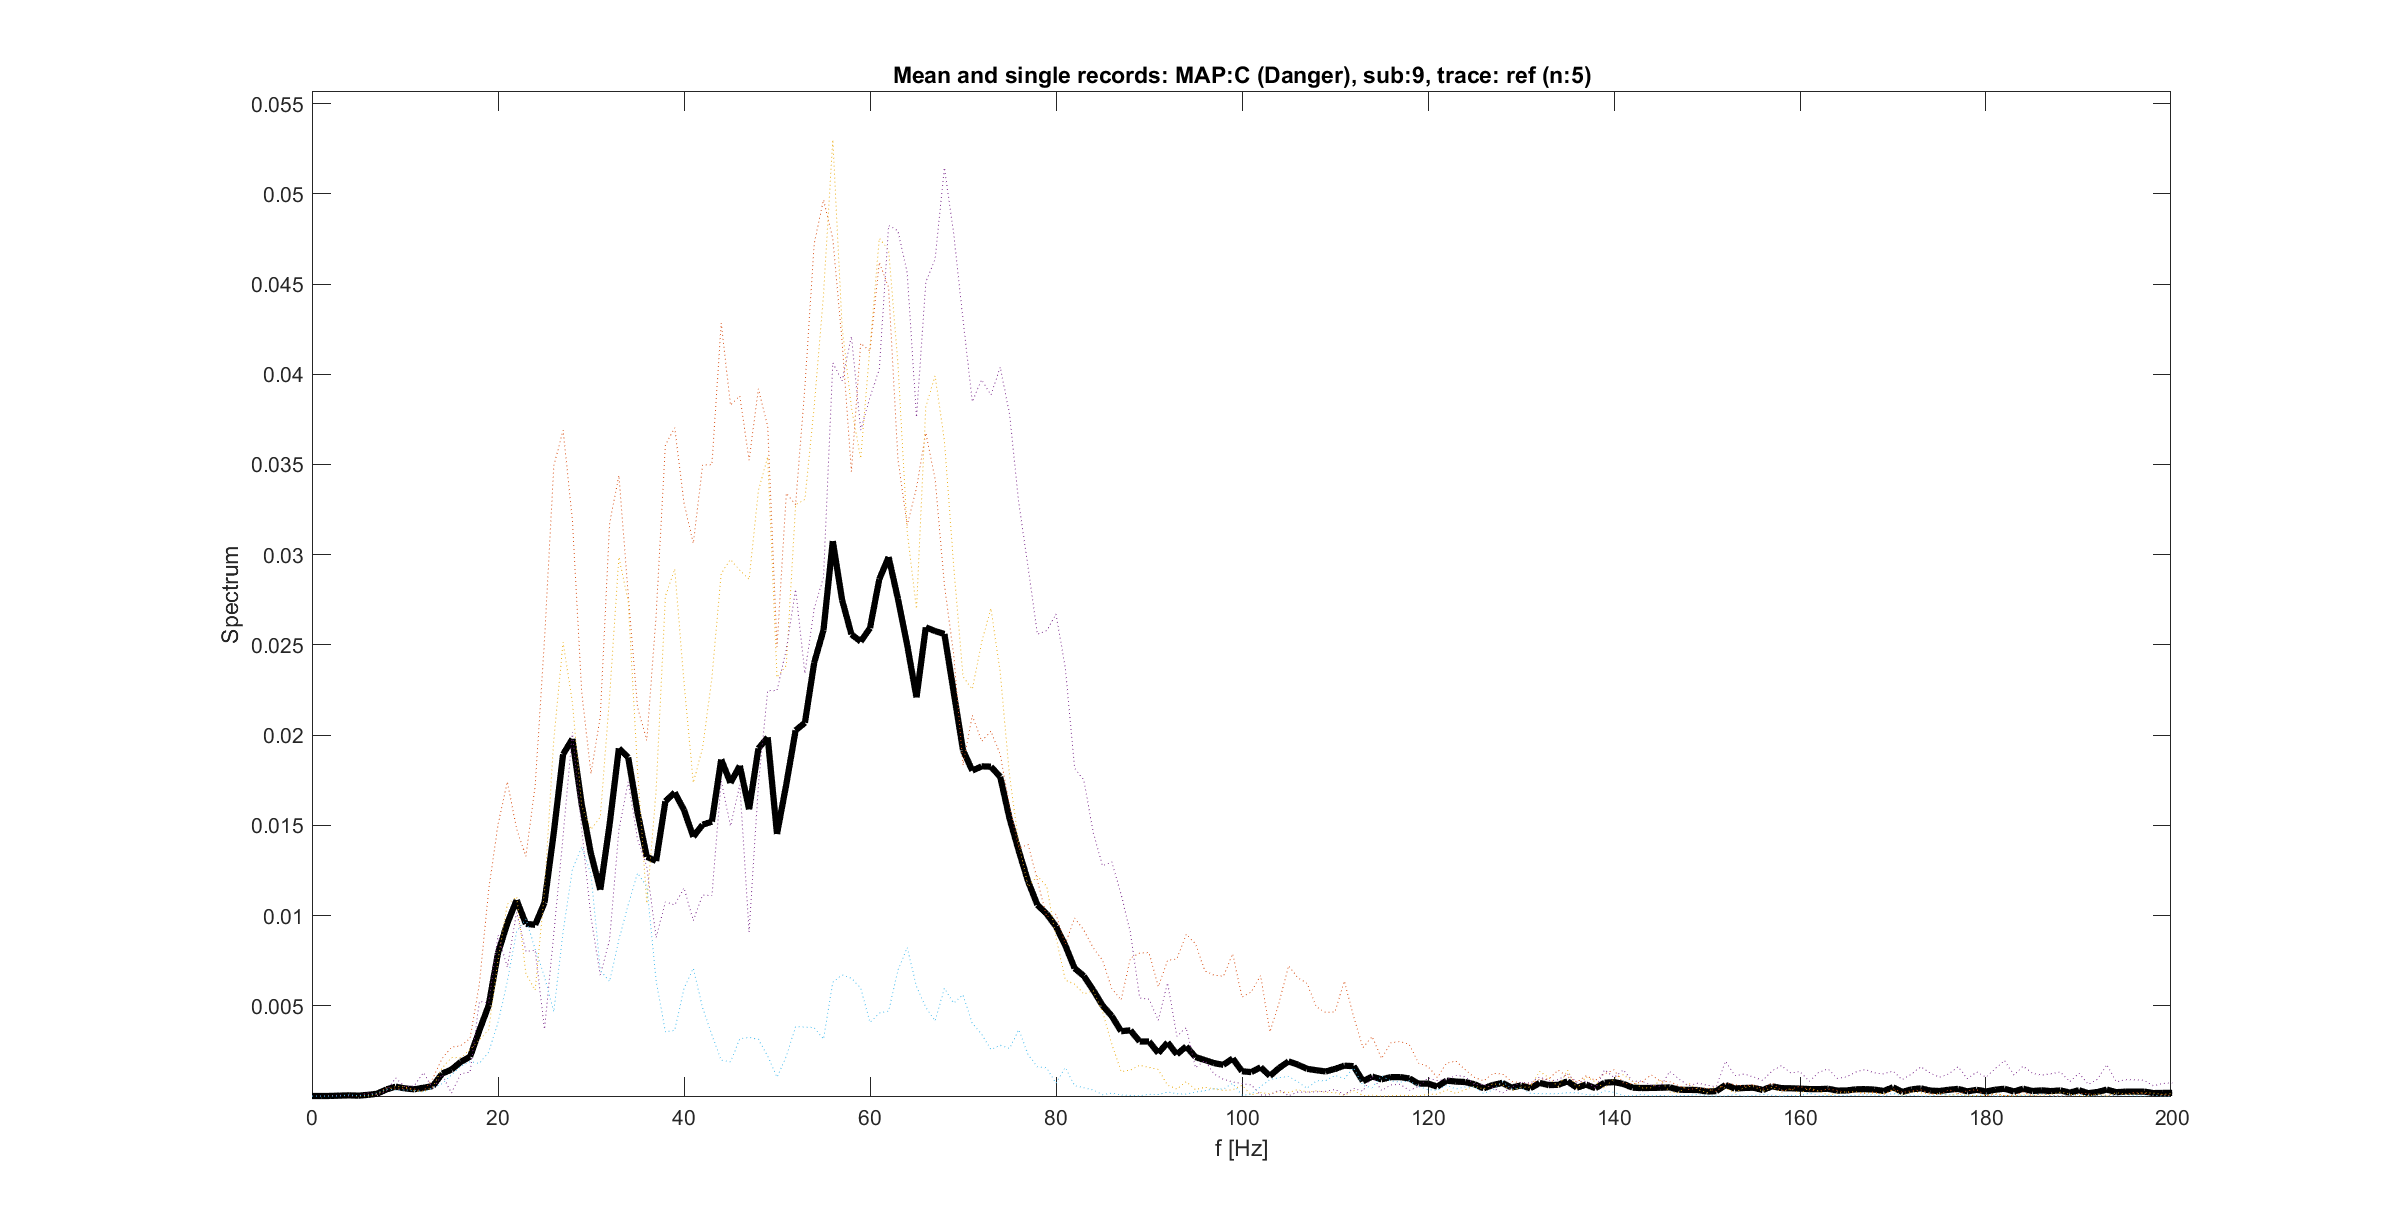 Mean and single records: MAP:C (Danger), sub:9, trace: ref (n:5)
0.055
0.05
0.045
0.04
0.035
0.03
0.025
0.02
0.015
0.01
0.005
Spectrum
0 20 40 60 80 100 120 140 160 180 200
f [Hz]